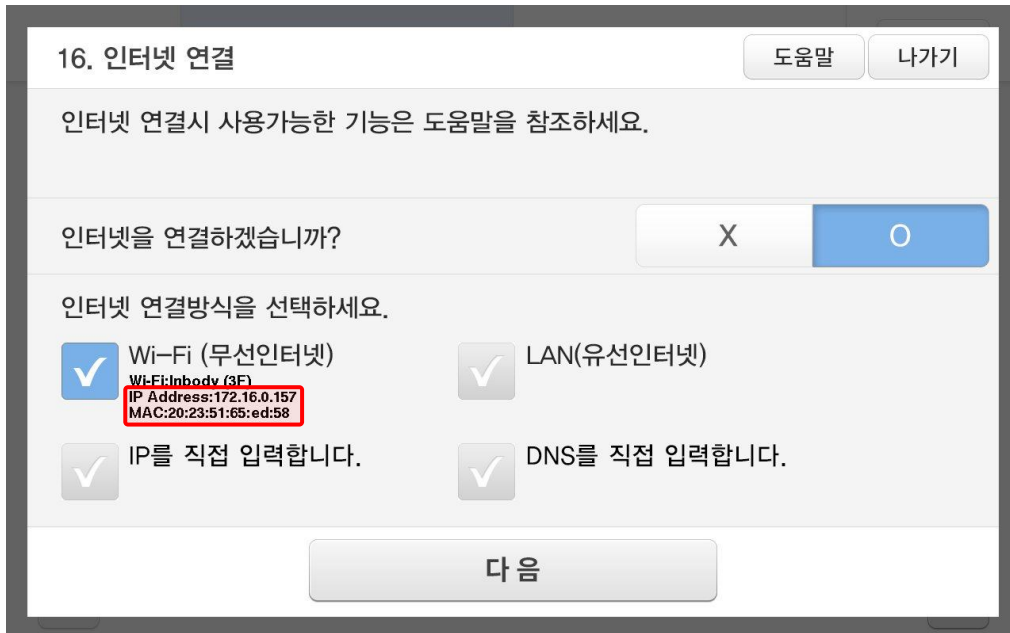 16. 인터넷 연결
도움말
나가기
인터넷 연결시 사용가능한 기능은 도움말을 참조하세요.
인터넷을 연결하겠습니까?
X
O
인터넷 연결방식을 선택하세요.
Wi-Fi (무선인터넷)
Wi-Fi:Inbody (3F)
IP Address:172.16.0.157
MAC:20:23:51:65:ed:58
LAN(유선인터넷)
IP를 직접 입력합니다.
DNS를 직접 입력합니다.
다음